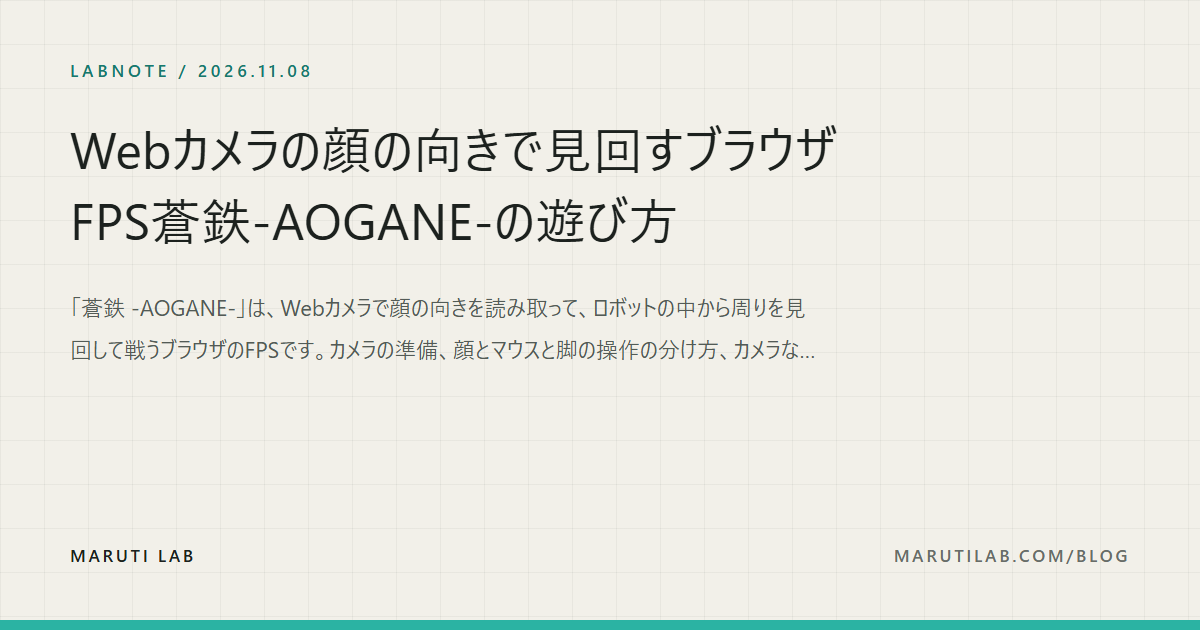 LABNOTE / 2026.11.08
Webカメラの顔の向きで見回すブラウザ
FPS蒼鉄-AOGANE-の遊び方
「蒼鉄 -AOGANE-」は、Webカメラで顔の向きを読み取って、ロボットの中から周りを見
回して戦うブラウザのFPSです。カメラの準備、顔とマウスと脚の操作の分け方、カメラな...
MARUTI LAB
MARUTILAB.COM/BLOG